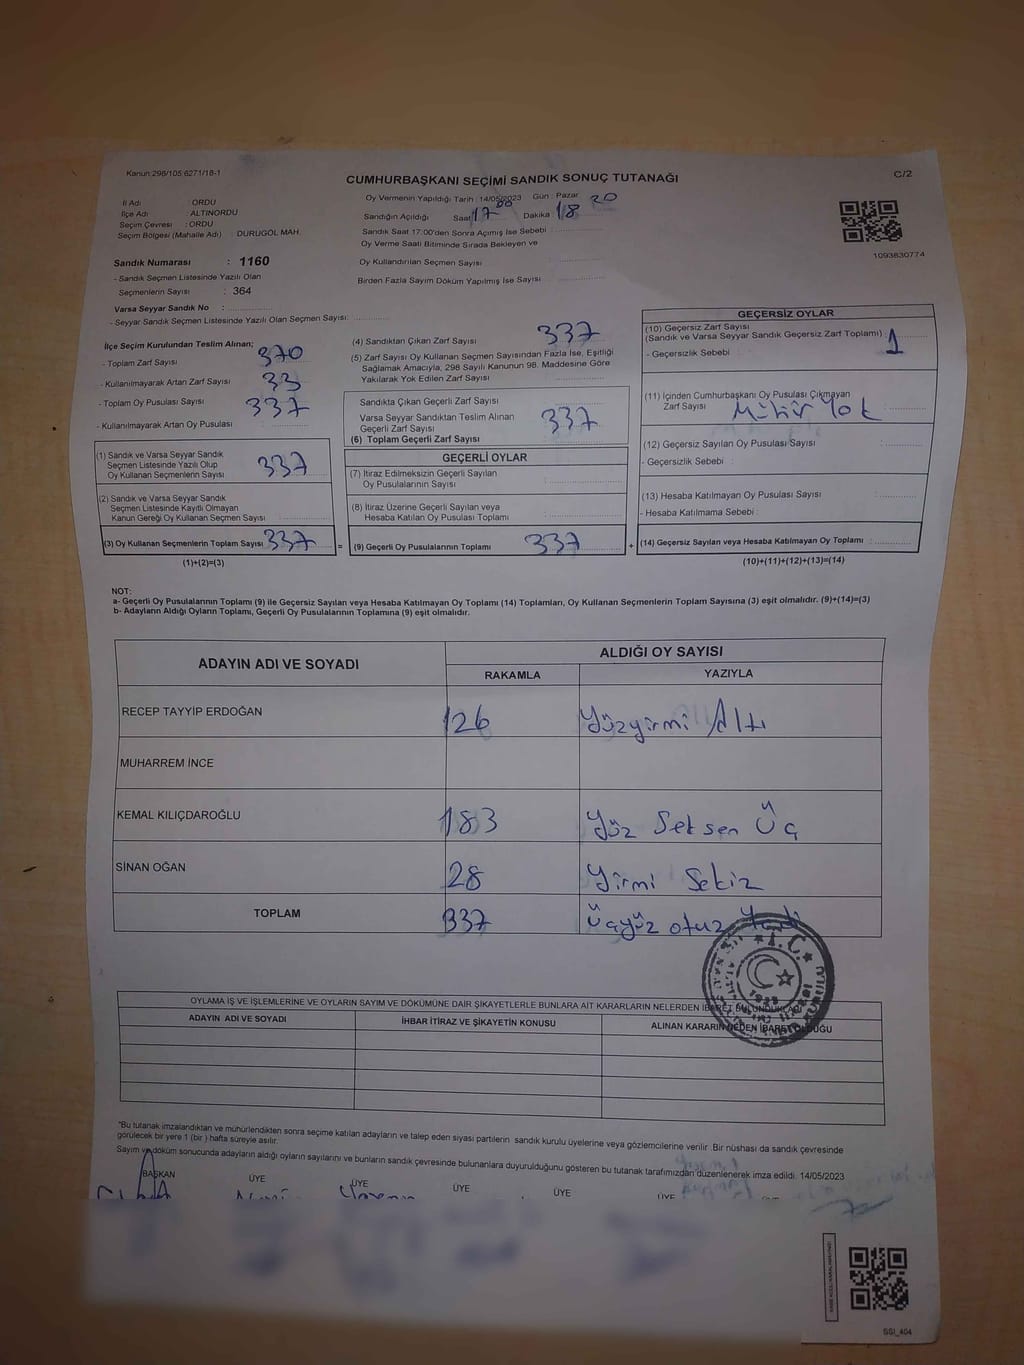 Kanun:298/105 6271/18-1
CUMHURBAŞKANI SEÇİMİ SANDIK SONUÇ TUTANAĞI
C/2
İl Adı : ORDU
İlçe Adı : ALTINORDU
Seçim Çevresi : ORDU
Seçim Bölgesi (Mahalle Adı) : DURUGÖL MAH.
Oy Vermenin Yapıldığı Tarih : 14/05/2023 Gün : Pazar
Sandığın Açıldığı Saat 17 00 Dakika 18 20
Sandık Saat 17:00'den Sonra Açımış İse Sebebi :
Oy Verme Saati Bitiminde Sırada Bekleyen ve
Oy Kullandırılan Seçmen Sayısı :
Birden Fazla Sayım Döküm Yapılmış İse Sayısı :
1093830774
Sandık Numarası : 1160
- Sandık Seçmen Listesinde Yazılı Olan
Seçmenlerin Sayısı : 364
Varsa Seyyar Sandık No :
- Seyyar Sandık Seçmen Listesinde Yazılı Olan Seçmen Sayısı:
İlçe Seçim Kurulundan Teslim Alınan;
- Toplam Zarf Sayısı : 370
- Kullanılmayarak Artan Zarf Sayısı : 33
- Toplam Oy Pusulası Sayısı : 337
- Kullanılmayarak Artan Oy Pusulası :
(1) Sandık ve Varsa Seyyar Sandık
Seçmen Listesinde Yazılı Olup
Oy Kullanan Seçmenlerin Sayısı : 337
(2) Sandık ve Varsa Seyyar Sandık
Seçmen Listesinde Kayıtlı Olmayan
Kanun Gereği Oy Kullanan Seçmen Sayısı :
(3) Oy Kullanan Seçmenlerin Toplam Sayısı : 337
(1)+(2)=(3)
(4) Sandıktan Çıkan Zarf Sayısı : 337
(5) Zarf Sayısı Oy Kullanan Seçmen Sayısından Fazla İse, Eşitliği
Sağlamak Amacıyla, 298 Sayılı Kanunun 98. Maddesine Göre
Yakılarak Yok Edilen Zarf Sayısı :
Sandıkta Çıkan Geçerli Zarf Sayısı :
Varsa Seyyar Sandıktan Teslim Alınan
Geçerli Zarf Sayısı : 337
(6) Toplam Geçerli Zarf Sayısı
GEÇERLİ OYLAR
(7) İtiraz Edilmeksizin Geçerli Sayılan
Oy Pusulalarının Sayısı :
(8) İtiraz Üzerine Geçerli Sayılan veya
Hesaba Katılan Oy Pusulası Toplamı :
= (9) Geçerli Oy Pusulalarının Toplamı : 337
GEÇERSİZ OYLAR
(10) Geçersiz Zarf Sayısı
(Sandık ve Varsa Seyyar Sandık Geçersiz Zarf Toplamı) : 1
- Geçersizlik Sebebi :
(11) İçinden Cumhurbaşkanı Oy Pusulası Çıkmayan
Zarf Sayısı : Mühür Yok
(12) Geçersiz Sayılan Oy Pusulası Sayısı :
- Geçersizlik Sebebi :
(13) Hesaba Katılmayan Oy Pusulası Sayısı :
- Hesaba Katılmama Sebebi :
+ (14) Geçersiz Sayılan veya Hesaba Katılmayan Oy Toplamı :
(10)+(11)+(12)+(13)=(14)
NOT:
a- Geçerli Oy Pusulalarının Toplamı (9) ile Geçersiz Sayılan veya Hesaba Katılmayan Oy Toplamı (14) Toplamları, Oy Kullanan Seçmenlerin Toplam Sayısına (3) eşit olmalıdır. (9)+(14)=(3)
b- Adayların Aldığı Oyların Toplamı, Geçerli Oy Pusulalarının Toplamına (9) eşit olmalıdır.
ADAYIN ADI VE SOYADI ALDIĞI OY SAYISI
RAKAMLA YAZIYLA
RECEP TAYYİP ERDOĞAN 126 Yüzyirmi Altı
MUHARREM İNCE
KEMAL KILIÇDAROĞLU 183 Yüz Seksen Üç
SİNAN OĞAN 28 Yirmi Sekiz
TOPLAM 337 Üçyüz otuz Yedi
T.C.
OYLAMA İŞ VE İŞLEMLERİNE VE OYLARIN SAYIM VE DÖKÜMÜNE DAİR ŞİKAYETLERLE BUNLARA AİT KARARLARIN NELERDEN İBARET BULUNDUKLARI
ADAYIN ADI VE SOYADI İHBAR İTİRAZ VE ŞİKAYETİN KONUSU ALINAN KARARIN NEDEN İBARET OLDUĞU
"Bu tutanak imzalandıktan ve mühürlendikten sonra seçime katılan adayların ve talep eden siyasi partilerin sandık kurulu üyelerine veya gözlemcilerine verilir. Bir nüshası da sandık çevresinde
görülecek bir yere 1 (bir ) hafta süreyle asılır.
Sayım ve döküm sonucunda adayların aldığı oyların sayılarını ve bunların sandık çevresinde bulunanlara duyurulduğunu gösteren bu tutanak tarafımızdan düzenlenerek imza edildi. 14/05/2023
BAŞKAN ÜYE ÜYE ÜYE ÜYE ÜYE ÜYE
SSI_404